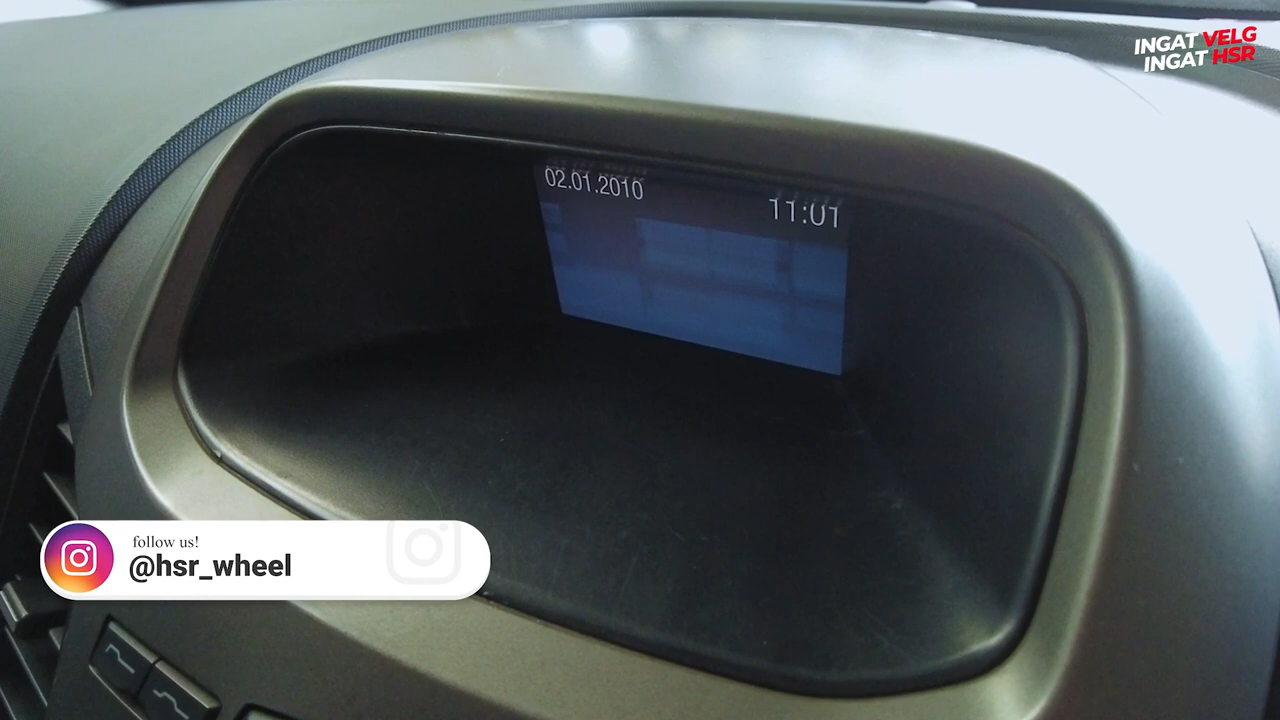 INGAT VELG
INGAT HSR
02.01.2010
11:01
follow us!
@hsr_wheel